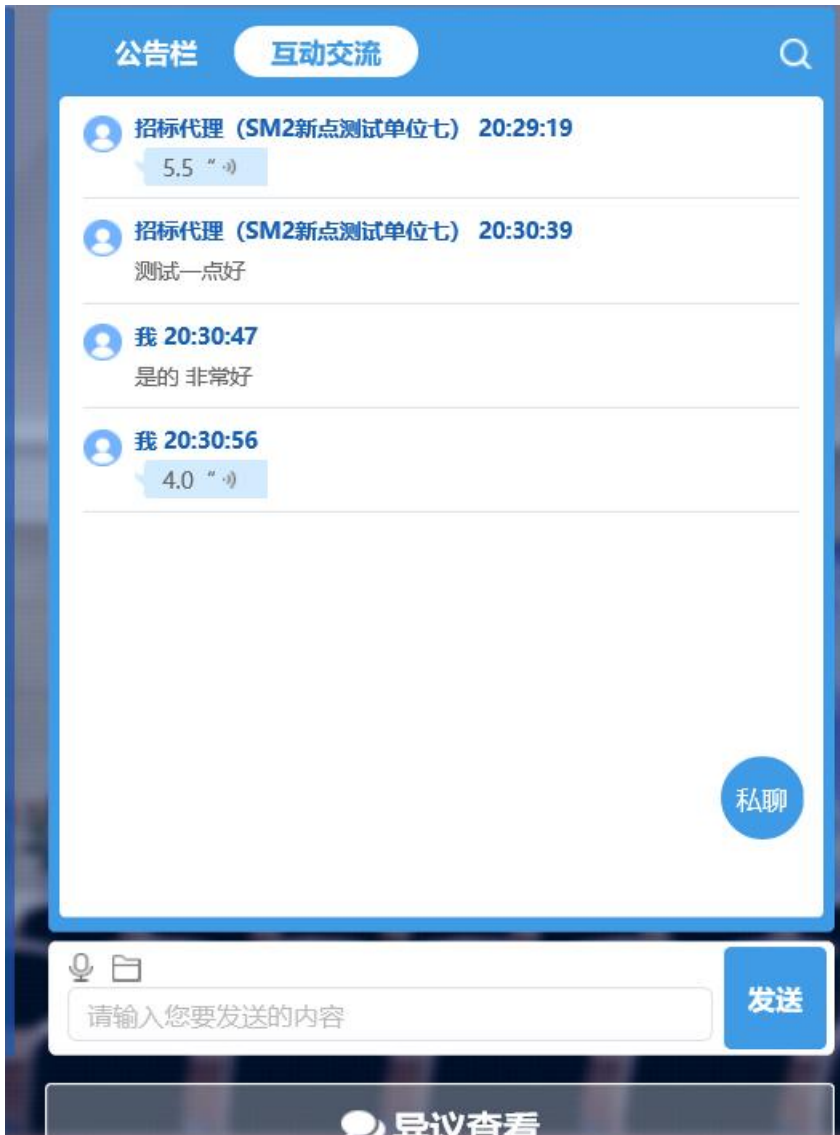 公告栏 互动交流
招标代理（SM2新点测试单位七） 20:29:19
5.5 "
招标代理（SM2新点测试单位七） 20:30:39
测试一点好
我 20:30:47
是的 非常好
我 20:30:56
4.0 "
私聊
请输入您要发送的内容
发送
异议查看